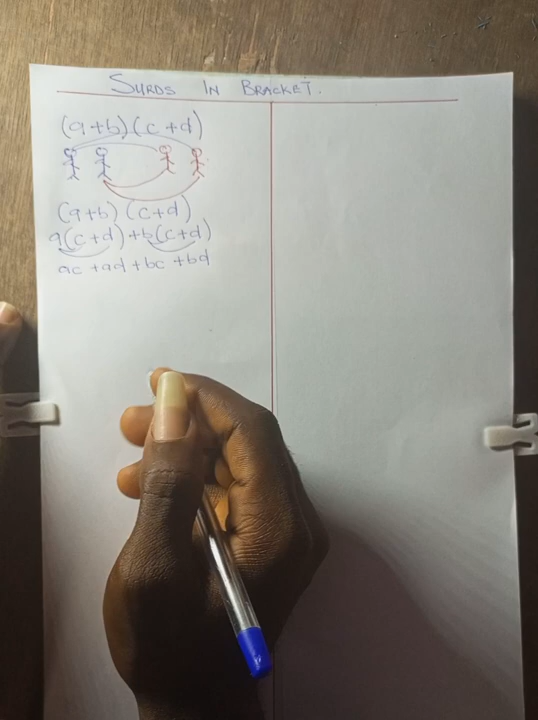 SURDS IN BRACKET.
(a+b)(c+d)
(a+b)(c+d)
a(c+d)+b(c+d)
ac+ad+bc+bd